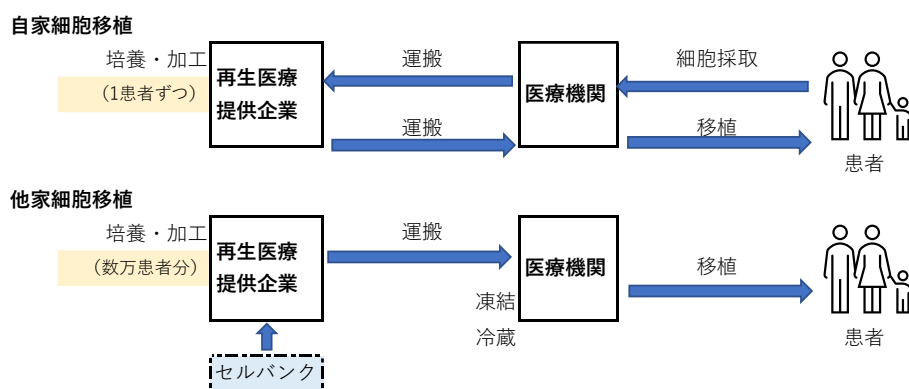 自家細胞移植
培養・加工
(1患者ずつ)
再生医療
提供企業
運搬
運搬
医療機関
細胞採取
移植
患者
他家細胞移植
培養・加工
(数万患者分)
再生医療
提供企業
運搬
医療機関
凍結
冷蔵
移植
患者
セルバンク